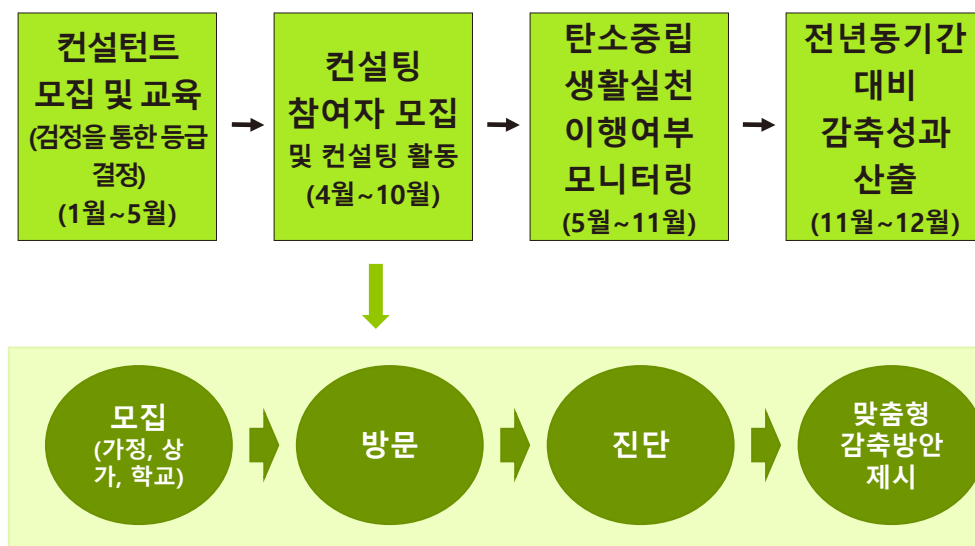 컨설턴트
모집 및 교육
(검정을 통한 등급
결정)
(1월~5월)
컨설팅
참여자 모집
및 컨설팅 활동
(4월~10월)
탄소중립
생활실천
이행여부
모니터링
(5월~11월)
전년동기간
대비
감축성과
산출
(11월~12월)
모집
(가정, 상
가, 학교)
방문
진단
맞춤형
감축방안
제시